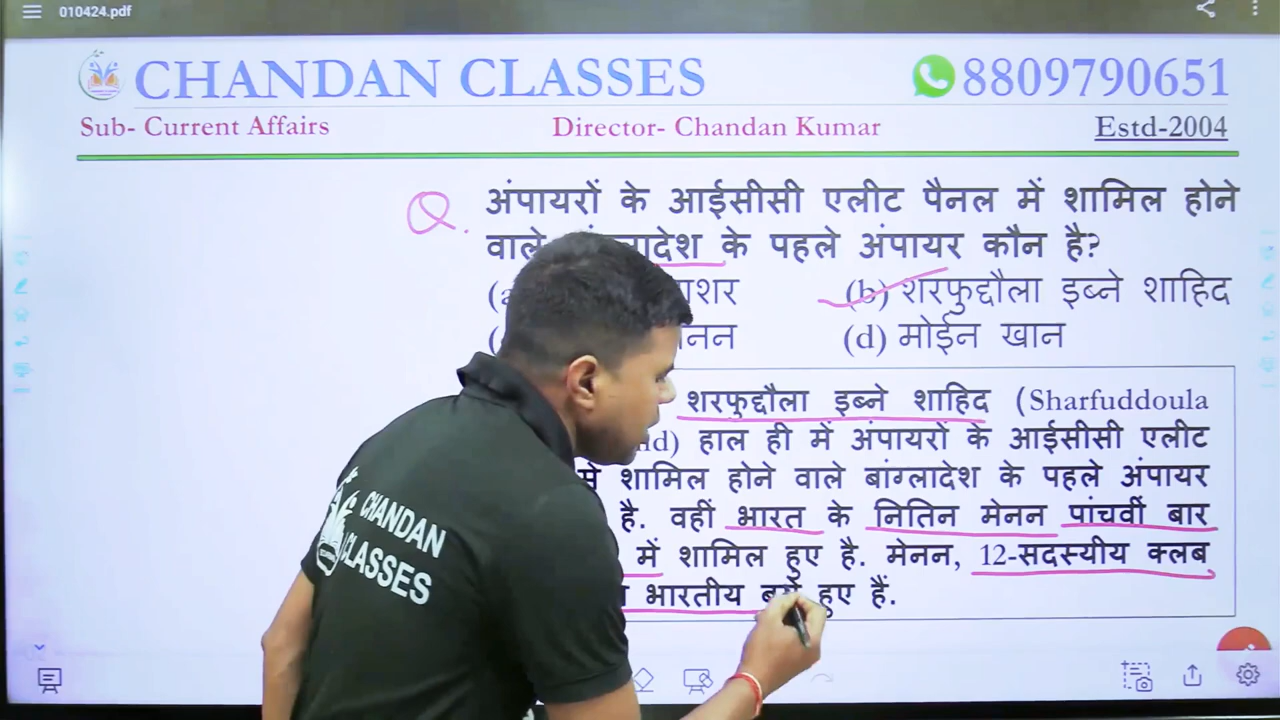 010424.pdf
CHANDAN CLASSES
8809790651
Sub- Current Affairs
Director- Chandan Kumar
Estd-2004
Q. अंपायरों के आईसीसी एलीट पैनल में शामिल होने
वाले के पहले अंपायर कौन है?
(b) शरफुद्दौला इब्ने शाहिद
(d) मोईन खान
शरफुद्दौला इब्ने शाहिद (Sharfuddoula
हाल ही में अंपायरों के आईसीसी एलीट
में शामिल होने वाले बांग्लादेश के पहले अंपायर
है. वहीं भारत के नितिन मेनन पांचवीं बार
में शामिल हुए है. मेनन, 12-सदस्यीय क्लब
भारतीय बने हुए हैं.
CHANDAN
CLASSES